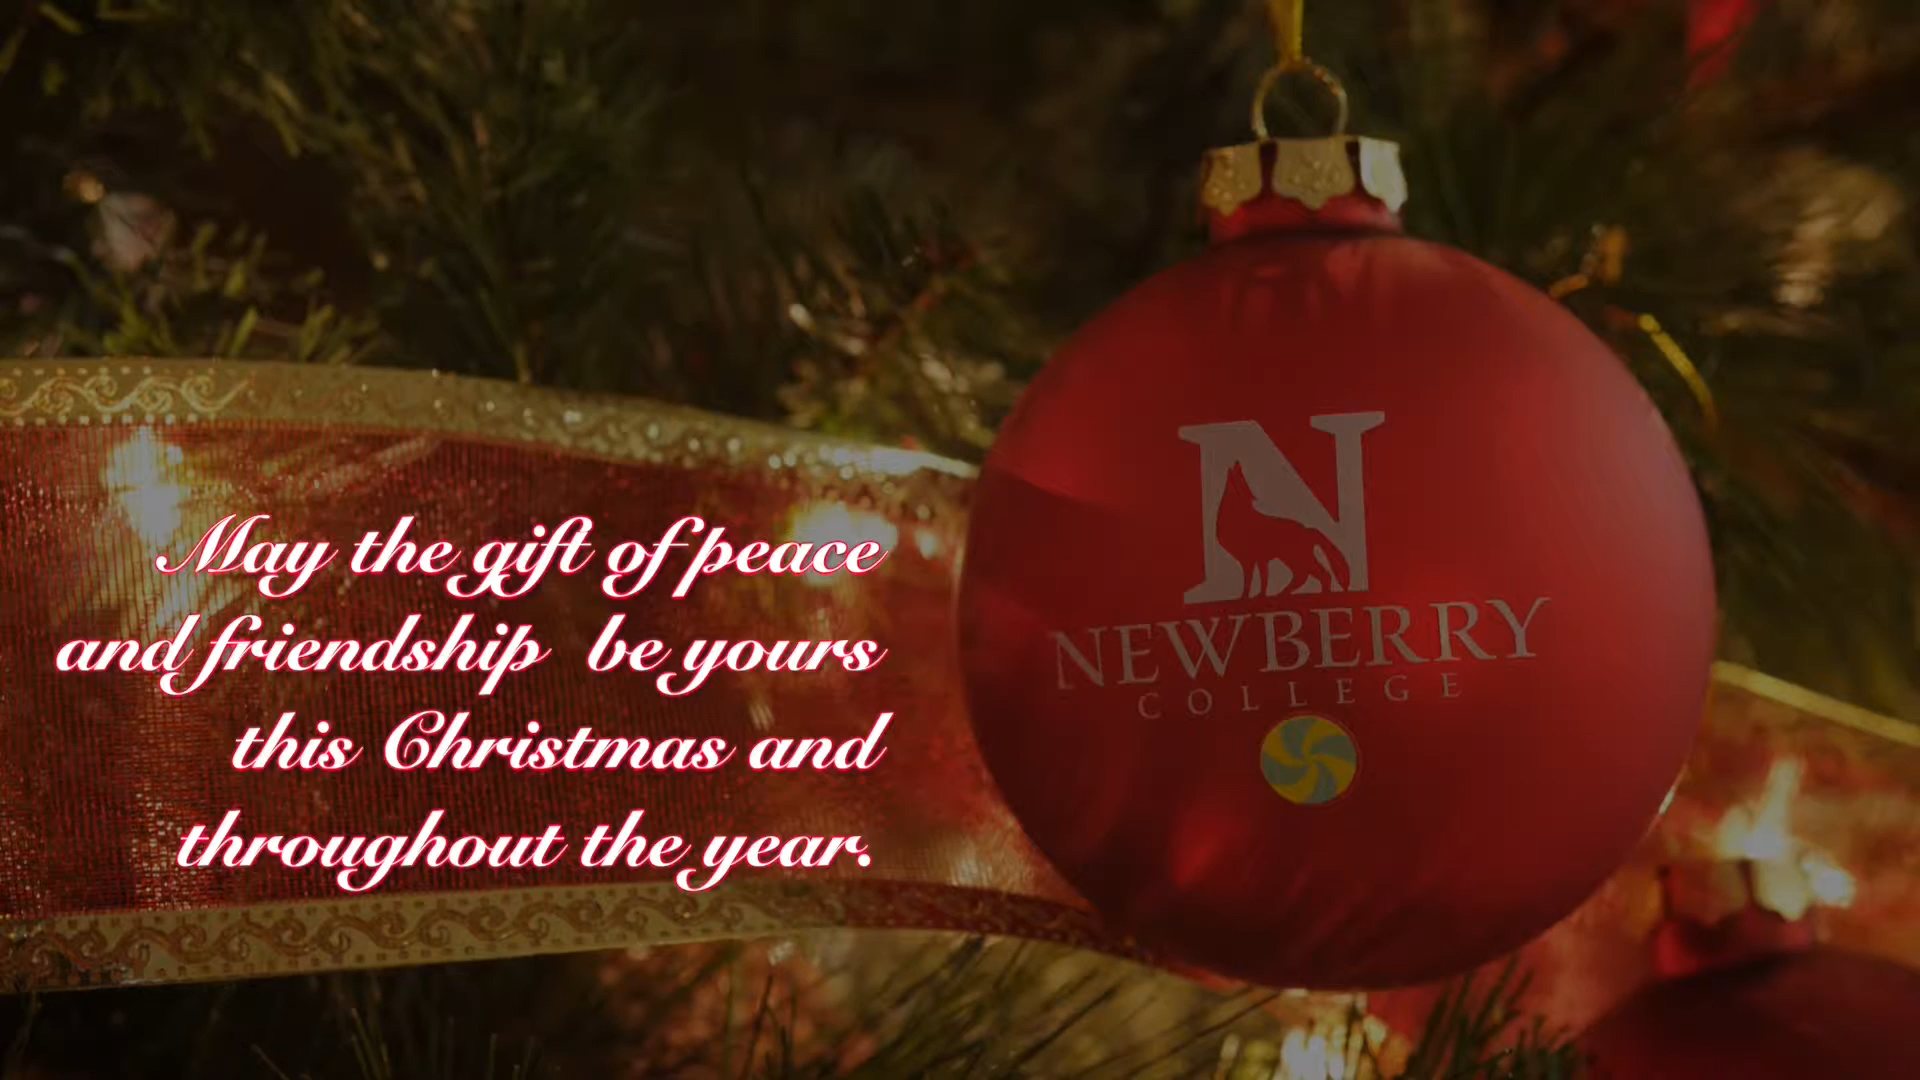 May the gift of peace
and friendship be yours
this Christmas and
throughout the year.
N
NEWBERRY
COLLEGE